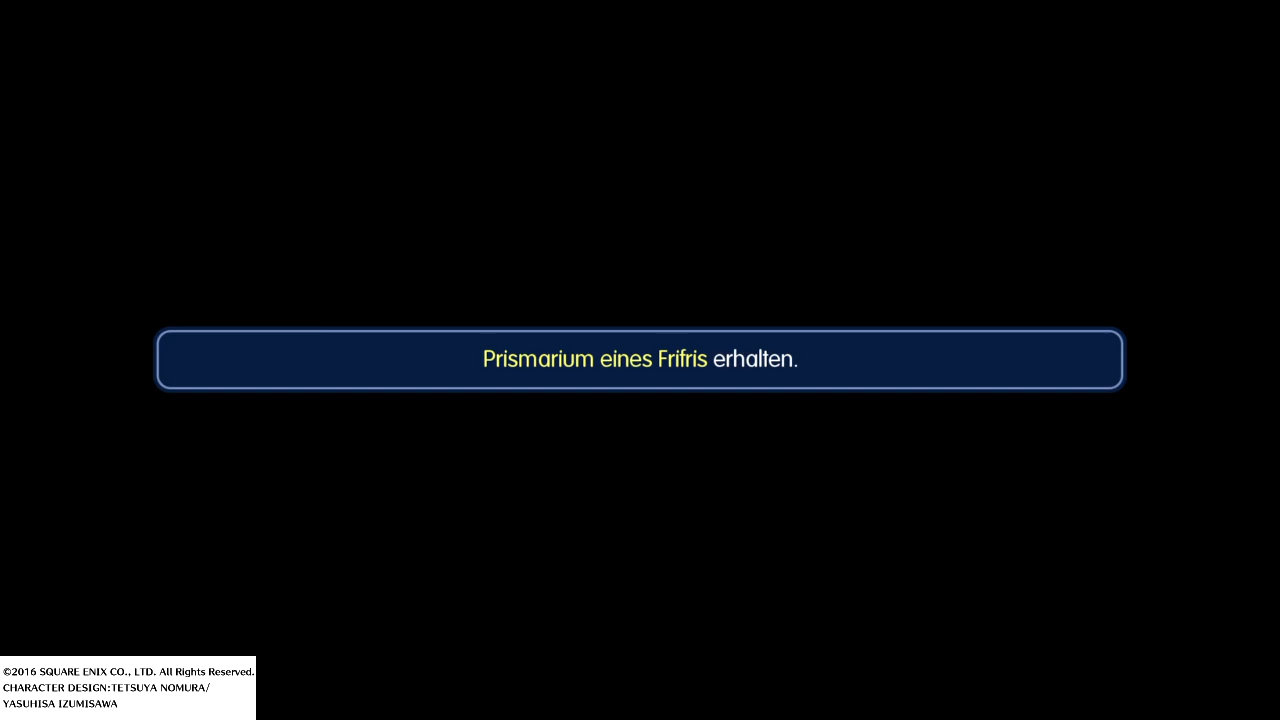 Prismarium eines Frifris erhalten.
©2016 SQUARE ENIX CO., LTD. All Rights Reserved.
CHARACTER DESIGN:TETSUYA NOMURA/
YASUHISA IZUMISAWA